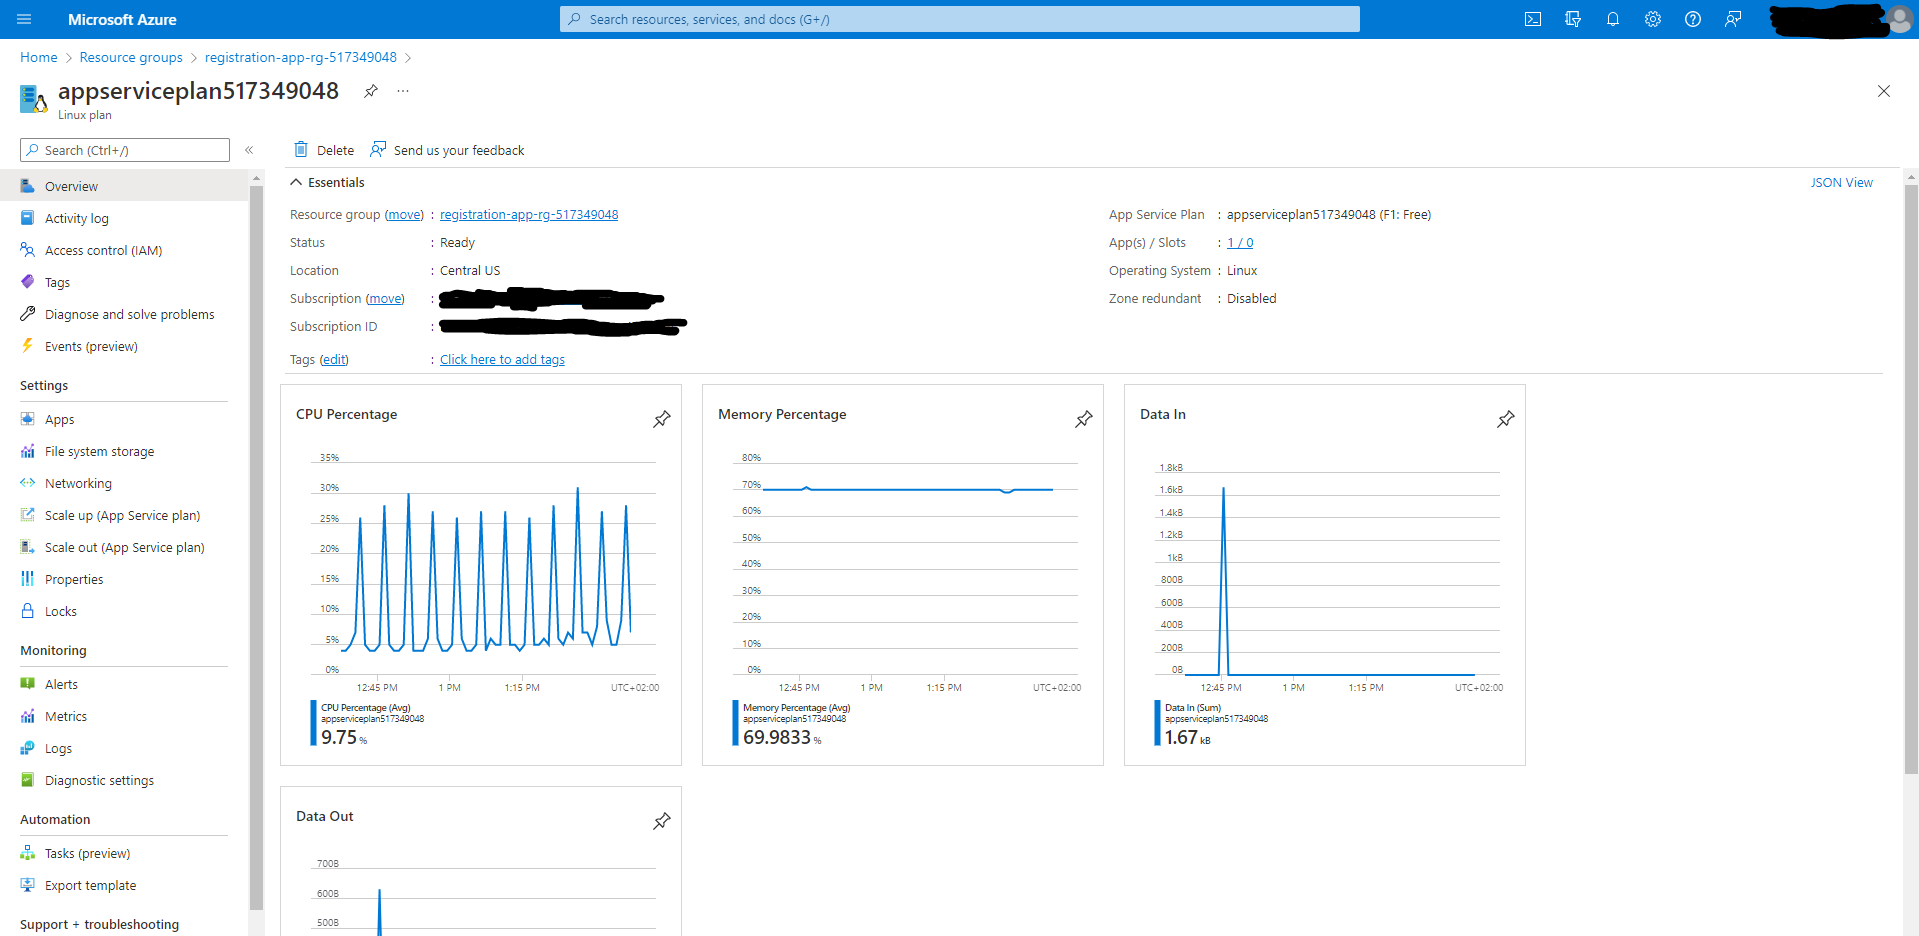 Microsoft Azure
Search resources, services, and docs (G+/)
Home > Resource groups > registration-app-rg-517349048 >
appserviceplan517349048
Linux plan
Search (Ctrl+/)
Overview
Activity log
Access control (IAM)
Tags
Diagnose and solve problems
Events (preview)
Settings
Apps
File system storage
Networking
Scale up (App Service plan)
Scale out (App Service plan)
Properties
Locks
Monitoring
Alerts
Metrics
Logs
Diagnostic settings
Automation
Tasks (preview)
Export template
Support + troubleshooting
Delete
Send us your feedback
Essentials
JSON View
Resource group (move) : registration-app-rg-517349048
Status : Ready
Location : Central US
Subscription (move) :
Subscription ID :
Tags (edit) : Click here to add tags
App Service Plan : appserviceplan517349048 (F1: Free)
App(s) / Slots : 1 / 0
Operating System : Linux
Zone redundant : Disabled
CPU Percentage
35%
30%
25%
20%
15%
10%
5%
0%
12:45 PM 1 PM 1:15 PM UTC+02:00
CPU Percentage (Avg)
appserviceplan517349048
9.75 %
Memory Percentage
80%
70%
60%
50%
40%
30%
20%
10%
0%
12:45 PM 1 PM 1:15 PM UTC+02:00
Memory Percentage (Avg)
appserviceplan517349048
69.9833 %
Data In
1.8kB
1.6kB
1.4kB
1.2kB
1kB
800B
600B
400B
200B
0B
12:45 PM 1 PM 1:15 PM UTC+02:00
Data In (Sum)
appserviceplan517349048
1.67 kB
Data Out
700B
600B
500B